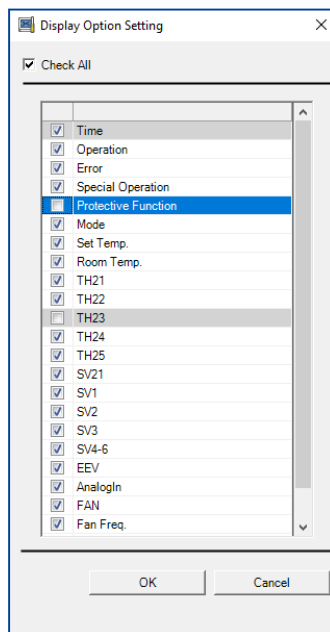 Display Option Setting
Check All
Time
Operation
Error
Special Operation
Protective Function
Mode
Set Temp.
Room Temp.
TH21
TH22
TH23
TH24
TH25
SV21
SV1
SV2
SV3
SV4-6
EEV
AnalogIn
FAN
Fan Freq.
OK Cancel